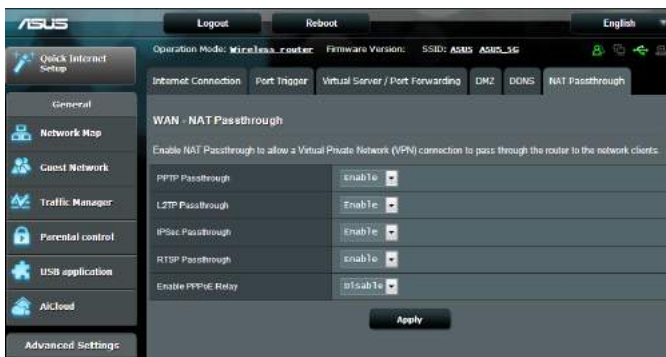 ASUS
Logout
Reboot
English
Quick Internet Setup
Operation Mode: Wireless router Firmware Version: SSID: ASUS ASUS_5G
Internet Connection
Port Trigger
Virtual Server / Port Forwarding
DMZ
DDNS
NAT Passthrough
General
Network Map
Guest Network
Traffic Manager
Parental control
USB application
AiCloud
Advanced Settings
WAN - NAT Passthrough
Enable NAT Passthrough to allow a Virtual Private Network (VPN) connection to pass through the router to the network clients.
PPTP Passthrough Enable
L2TP Passthrough Enable
IPSec Passthrough Enable
RTSP Passthrough Enable
Enable PPPoE Relay Disable
Apply